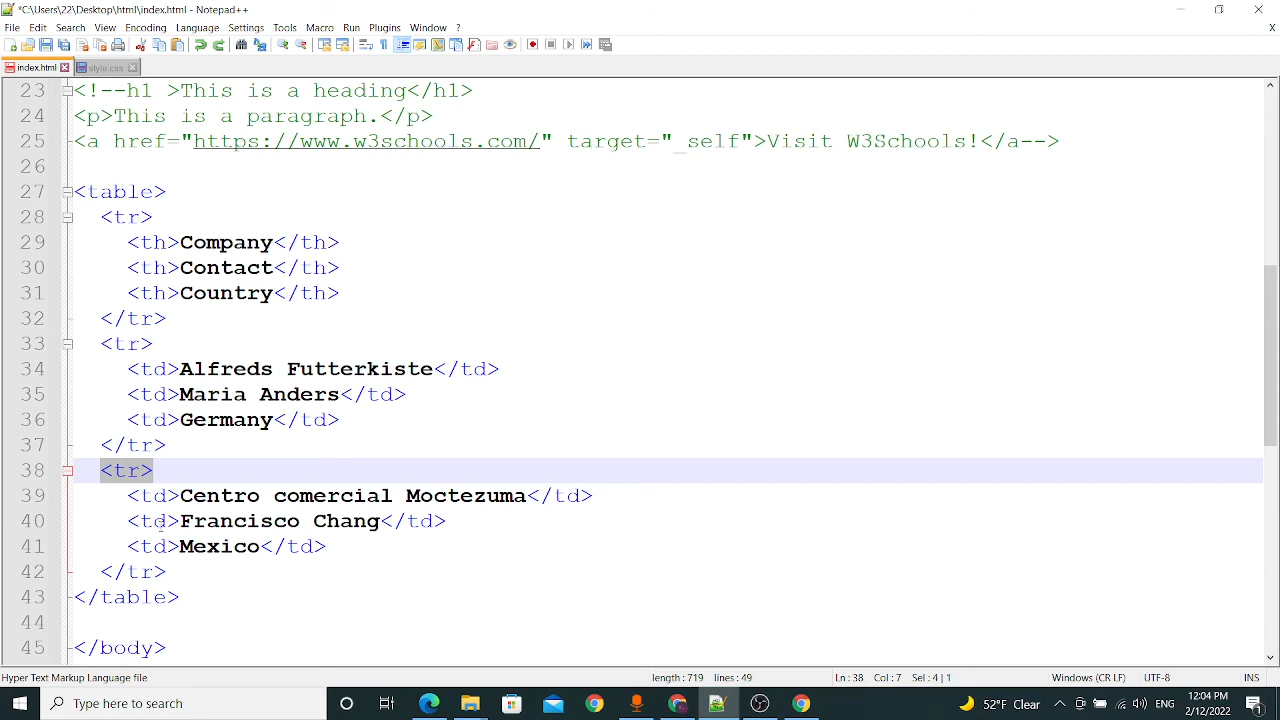 *C:\Users\22\Desktop\html\index.html - Notepad++
File Edit Search View Encoding Language Settings Tools Macro Run Plugins Window ? X
index.html style.css
23 <!--h1 >This is a heading</h1>
24 <p>This is a paragraph.</p>
25 <a href="https://www.w3schools.com/" target="_self">Visit W3Schools!</a-->
26
27 <table>
28 <tr>
29 <th>Company</th>
30 <th>Contact</th>
31 <th>Country</th>
32 </tr>
33 <tr>
34 <td>Alfreds Futterkiste</td>
35 <td>Maria Anders</td>
36 <td>Germany</td>
37 </tr>
38 <tr>
39 <td>Centro comercial Moctezuma</td>
40 <td>Francisco Chang</td>
41 <td>Mexico</td>
42 </tr>
43 </table>
44
45 </body>
Hyper Text Markup Language file length:719 lines:49 Ln:38 Col:7 Sel:4|1 Windows (CR LF) UTF-8 INS
Type here to search 52°F Clear ENG 12:04 PM
2/12/2022